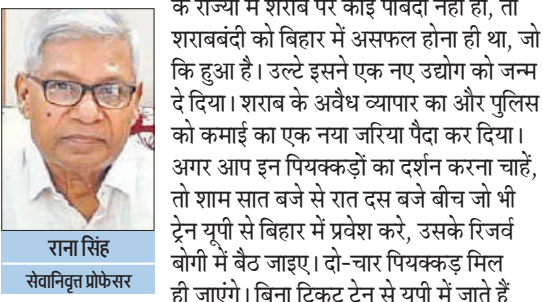 के राज्यों में शराब पर कोई पाबंदी नहीं हो, तो
शराबबंदी को बिहार में असफल होना ही था, जो
कि हुआ है। उल्टे इसने एक नए उद्योग को जन्म
दे दिया। शराब के अवैध व्यापार का और पुलिस
को कमाई का एक नया जरिया पैदा कर दिया।
अगर आप इन पियक्कड़ों का दर्शन करना चाहें,
तो शाम सात बजे से रात दस बजे बीच जो भी
ट्रेन यूपी से बिहार में प्रवेश करे, उसके रिजर्व
बोगी में बैठ जाइए। दो-चार पियक्कड़ मिल
ही जाएंगे। बिना टिकट ट्रेन से यूपी में जाते हैं
राना सिंह
सेवानिवृत्त प्रोफेसर